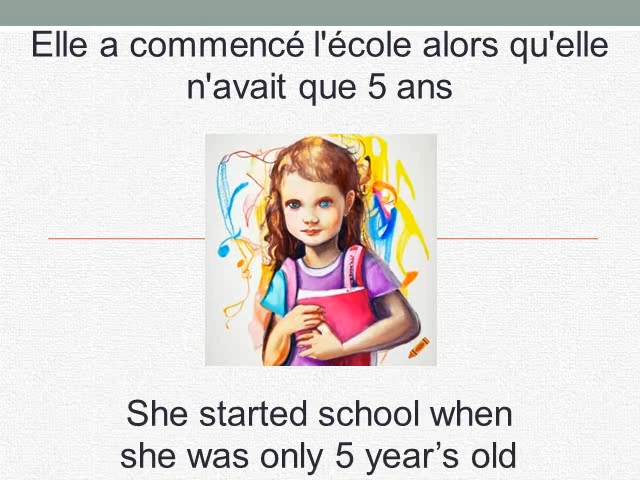 Elle a commencé l'école alors qu'elle
n'avait que 5 ans
She started school when
she was only 5 year’s old